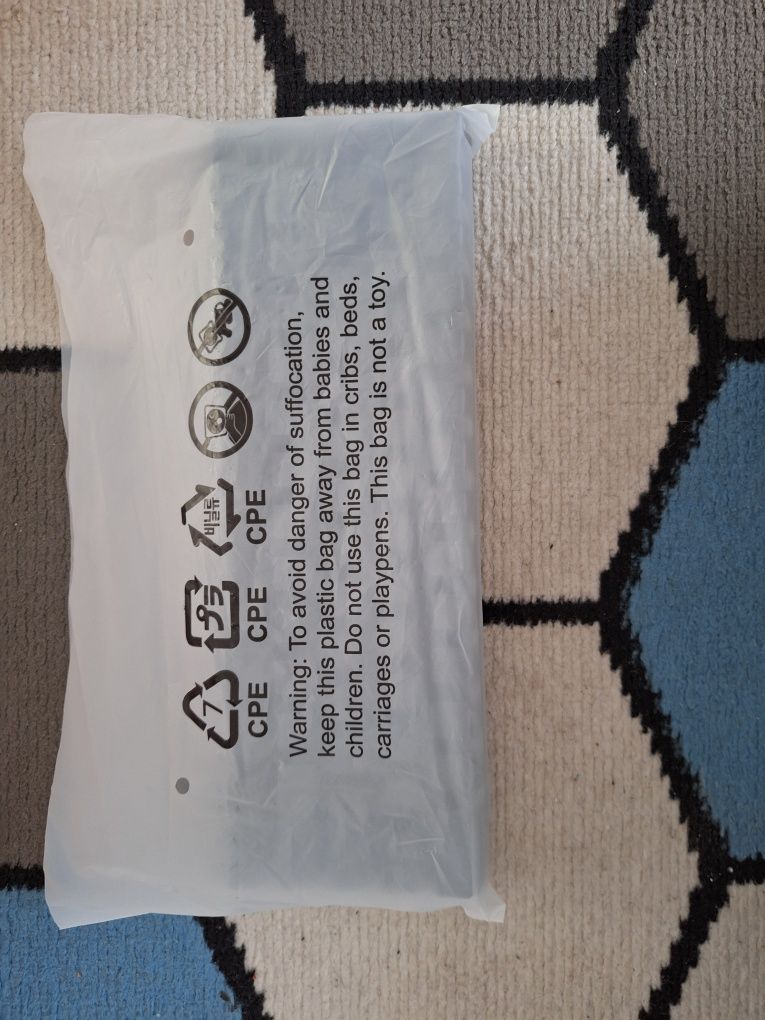 7
プラ
비닐류
CPE CPE CPE
Warning: To avoid danger of suffocation,
keep this plastic bag away from babies and
children. Do not use this bag in cribs, beds,
carriages or playpens. This bag is not a toy.